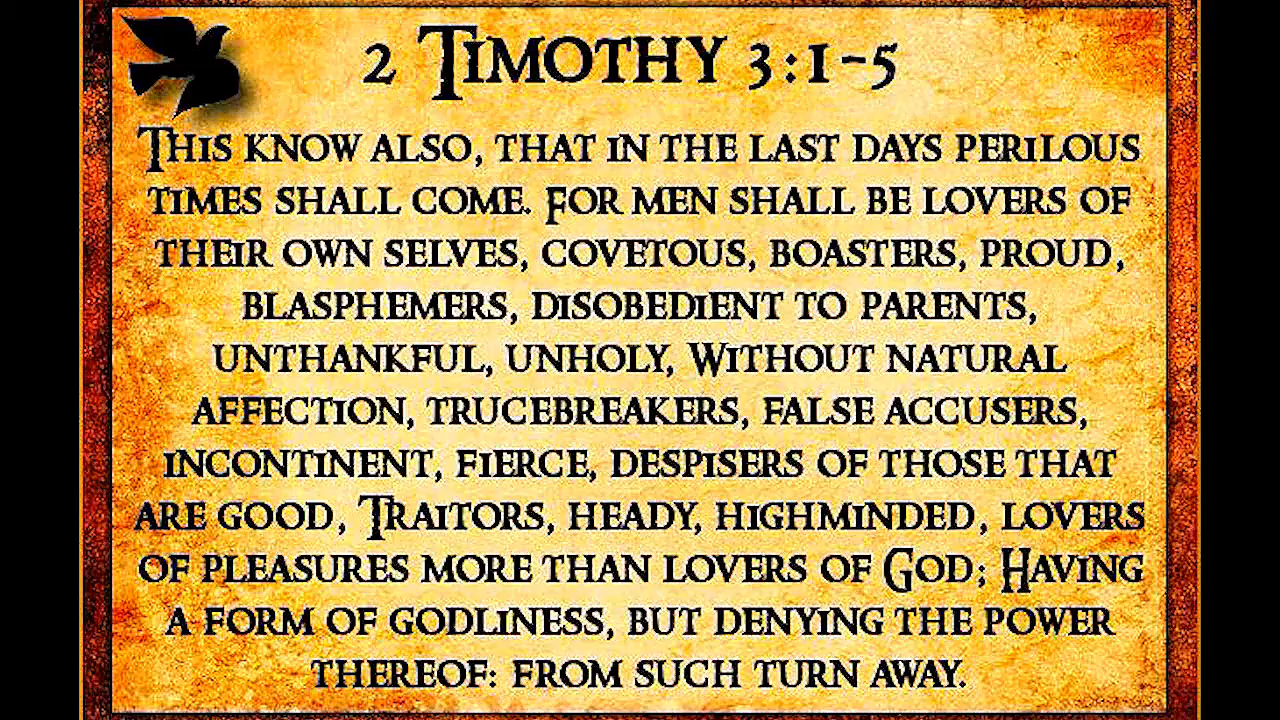 2 Timothy 3:1-5
This know also, that in the last days perilous
times shall come. For men shall be lovers of
their own selves, covetous, boasters, proud,
blasphemers, disobedient to parents,
unthankful, unholy, Without natural
affection, trucebreakers, false accusers,
incontinent, fierce, despisers of those that
are good, Traitors, heady, highminded, lovers
of pleasures more than lovers of God; Having
a form of godliness, but denying the power
thereof: from such turn away.